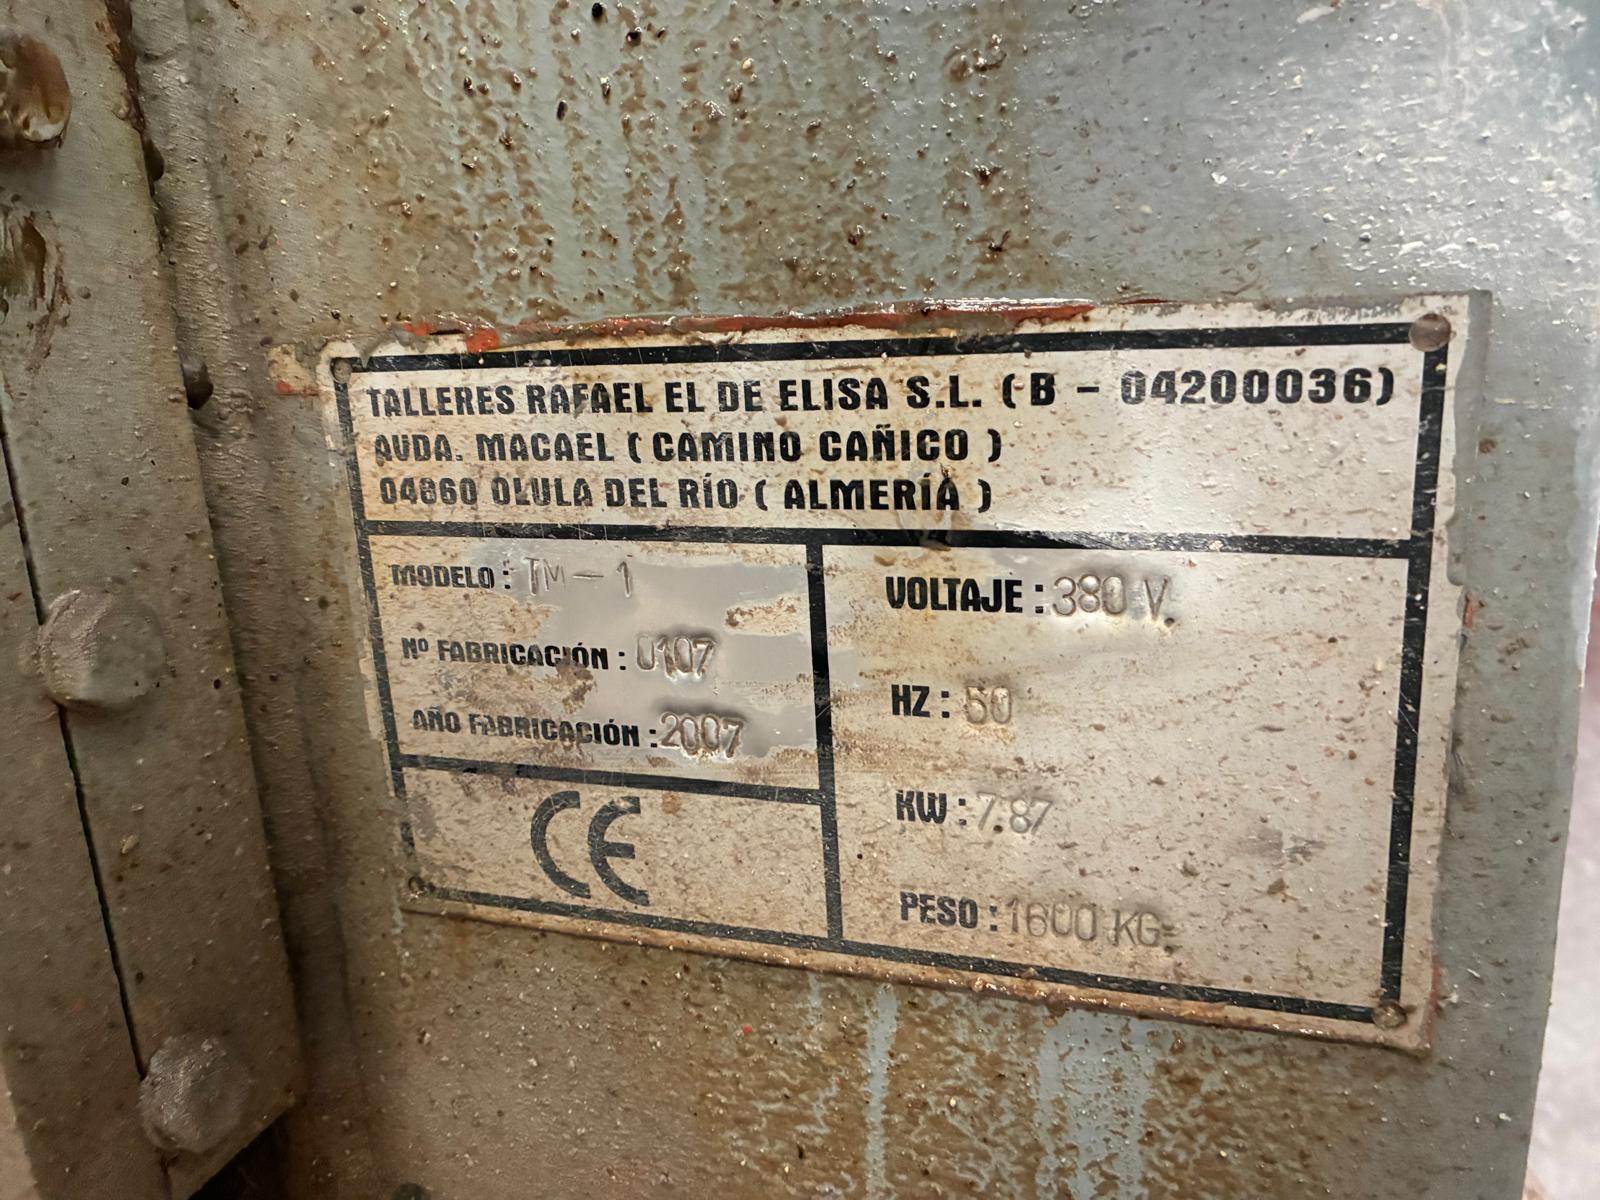 TALLERES RAFAEL EL DE ELISA S.L. (B - 04200036)
AVDA. MACAEL ( CAMINO CAÑICO )
04860 OLULA DEL RÍO ( ALMERÍA )
MODELO : TM-1
Nº FABRICACIÓN : 0107
AÑO FABRICACIÓN : 2007
CE
VOLTAJE : 380 V.
HZ : 50
KW : 7.87
PESO : 1600 KG.